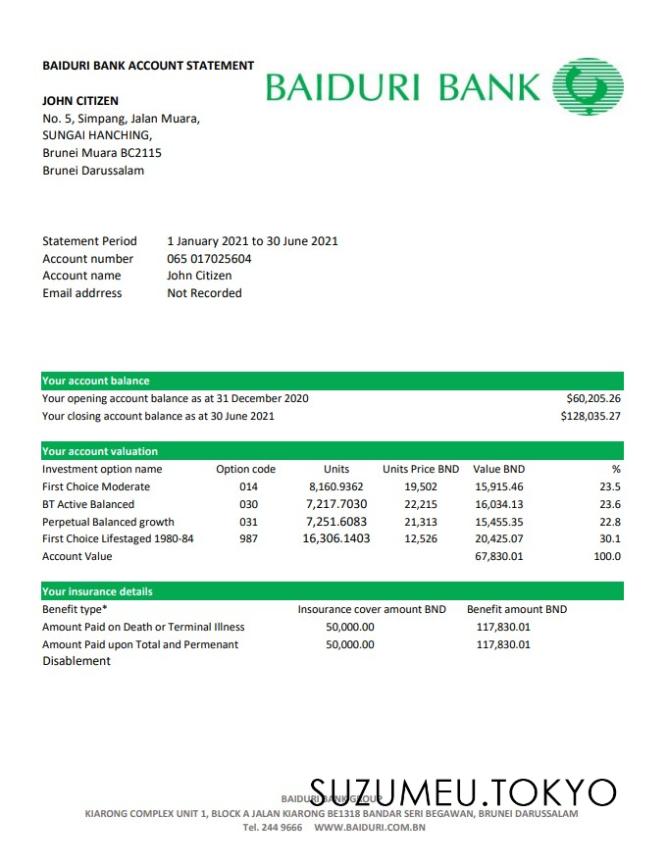 BAIDURI BANK ACCOUNT STATEMENT
BAIDURI BANK
JOHN CITIZEN
No. 5, Simpang, Jalan Muara,
SUNGAI HANCHING,
Brunei Muara BC2115
Brunei Darussalam
Statement Period 1 January 2021 to 30 June 2021
Account number 065 017025604
Account name John Citizen
Email addrress Not Recorded
Your account balance
Your opening account balance as at 31 December 2020 $60,205.26
Your closing account balance as at 30 June 2021 $128,035.27
Your account valuation
Investment option name Option code Units Units Price BND Value BND %
First Choice Moderate 014 8,160.9362 19,502 15,915.46 23.5
BT Active Balanced 030 7,217.7030 22,215 16,034.13 23.6
Perpetual Balanced growth 031 7,251.6083 21,313 15,455.35 22.8
First Choice Lifestaged 1980-84 987 16,306.1403 12,526 20,425.07 30.1
Account Value 67,830.01 100.0
Your insurance details
Benefit type* Insourance cover amount BND Benefit amount BND
Amount Paid on Death or Terminal Illness 50,000.00 117,830.01
Amount Paid upon Total and Permenant 50,000.00 117,830.01
Disablement
SUZUMEU.TOKYO
BAIDURI BANK GROUP
KIARONG COMPLEX UNIT 1, BLOCK A JALAN KIARONG BE1318 BANDAR SERI BEGAWAN, BRUNEI DARUSSALAM
Tel. 244 9666 WWW.BAIDURI.COM.BN